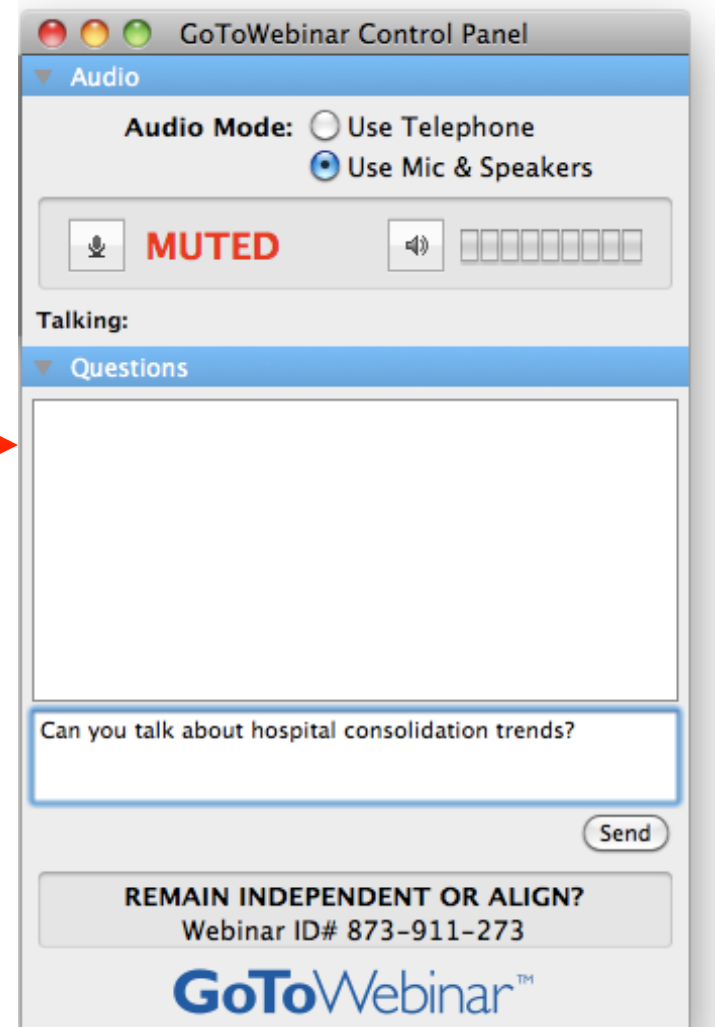 GoToWebinar Control Panel
Audio
Audio Mode: Use Telephone
Use Mic & Speakers
MUTED
Talking:
Questions
Can you talk about hospital consolidation trends?
Send
REMAIN INDEPENDENT OR ALIGN?
Webinar ID# 873-911-273
GoToWebinar™